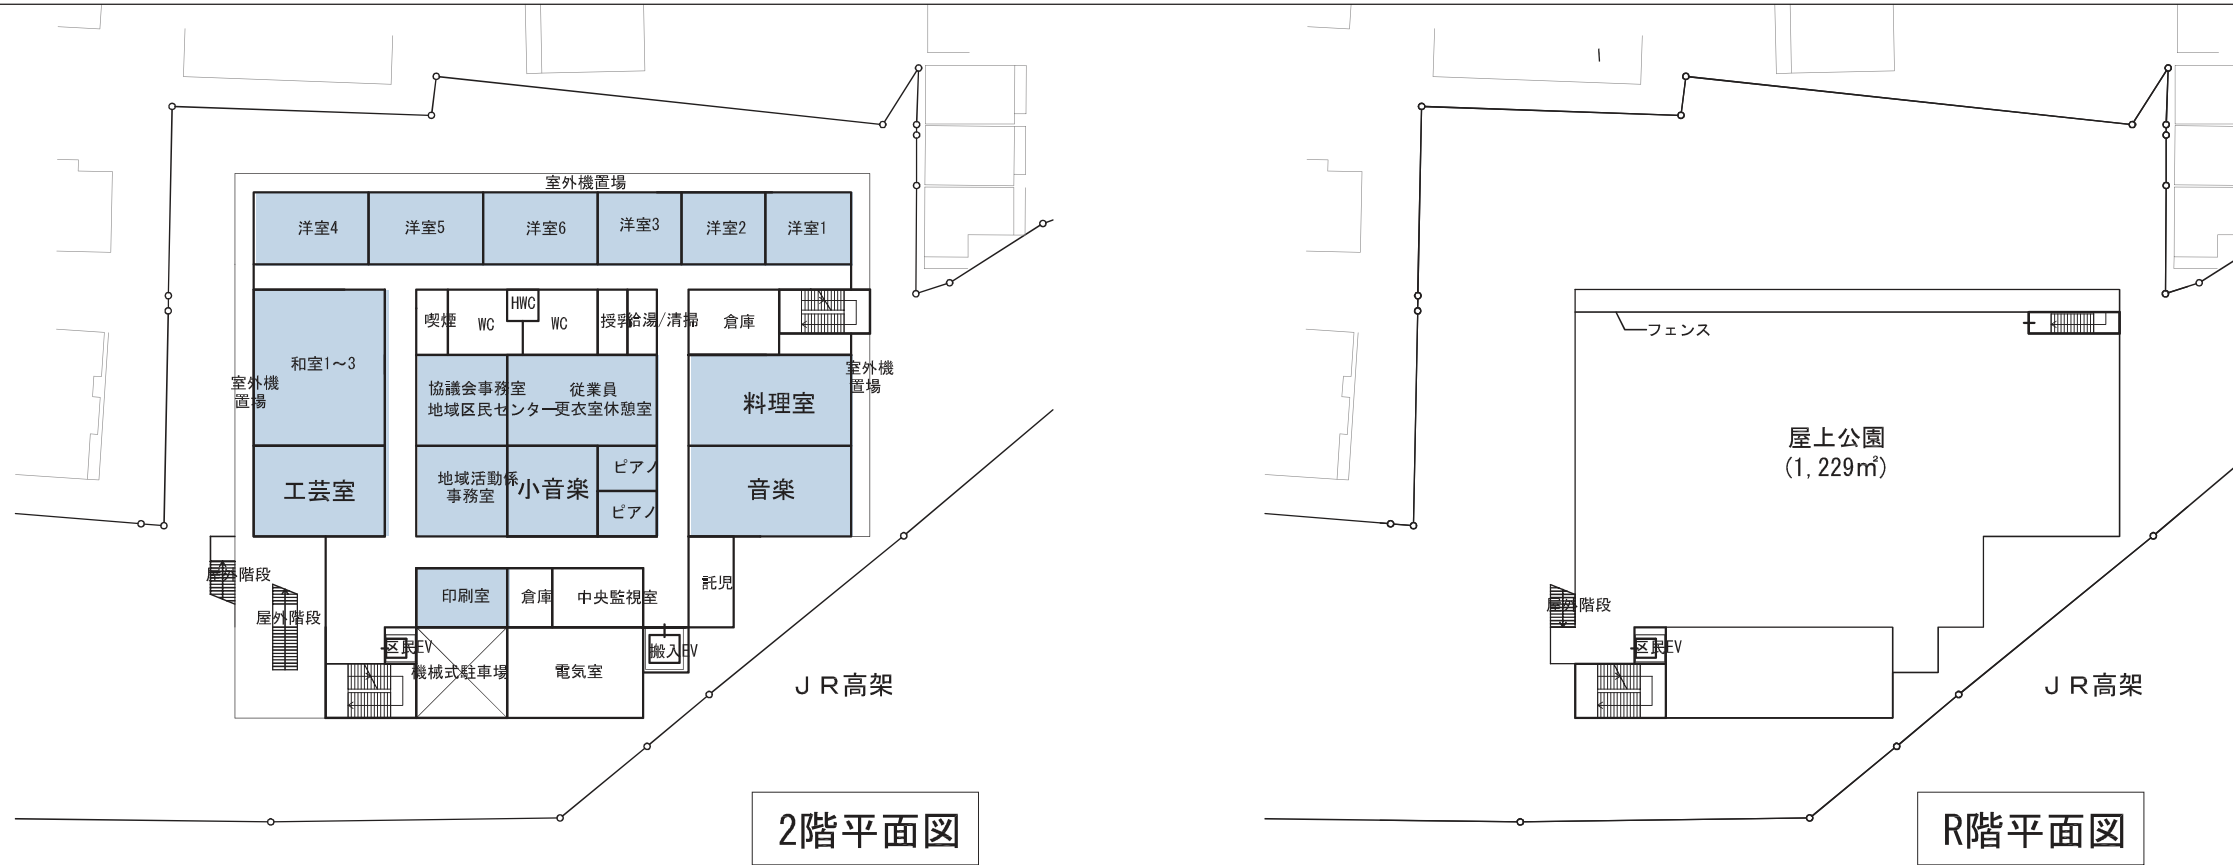 室外機置場
洋室4
洋室5
洋室6
洋室3
洋室2
洋室1
喫煙
WC
HWC
WC
授乳
給湯/清掃
倉庫
和室1～3
室外機
置場
協議会事務室
地域区民センター
従業員
更衣室休憩室
料理室
室外機
置場
工芸室
地域活動係
事務室
小音楽
ピアノ
ピアノ
音楽
屋外階段
屋外階段
印刷室
倉庫
中央監視室
託児
区民EV
機械式駐車場
電気室
搬入EV
ＪＲ高架
2階平面図
フェンス
屋上公園
(1,229㎡)
屋外階段
区民EV
ＪＲ高架
R階平面図